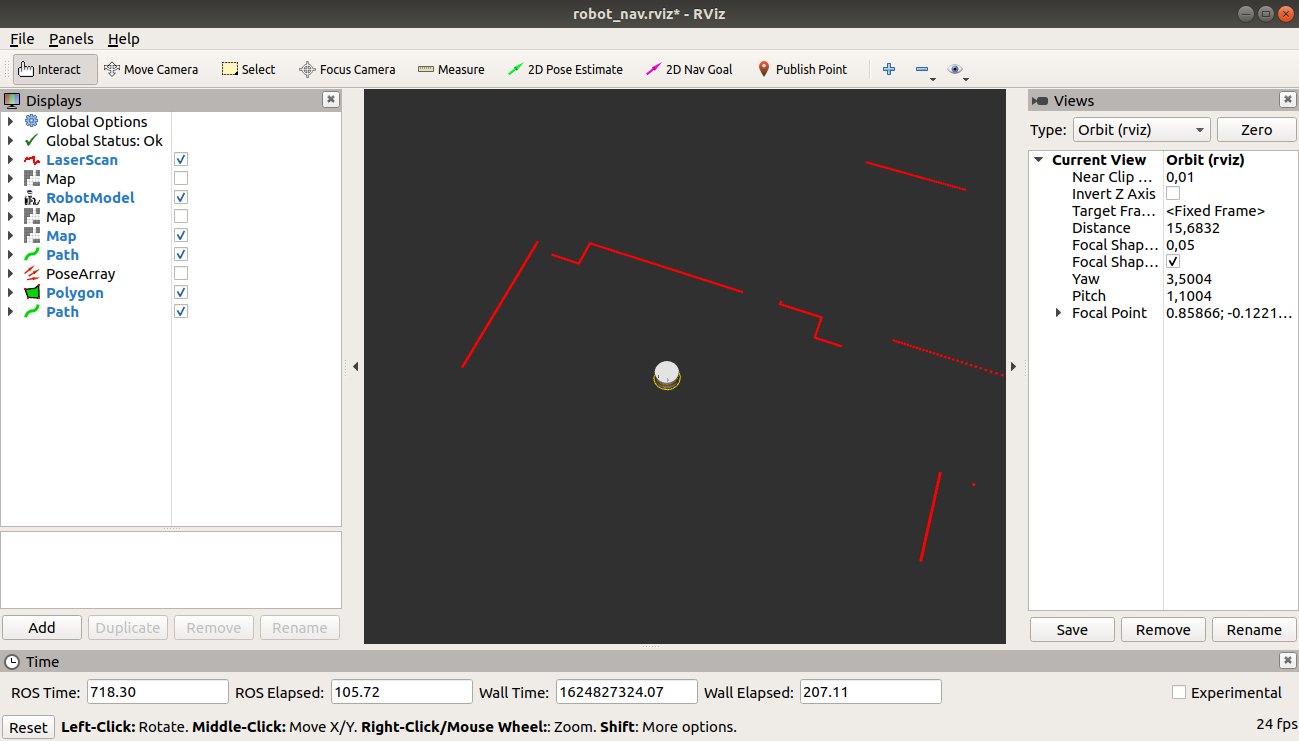 robot_nav.rviz* - RViz
File Panels Help
Interact Move Camera Select Focus Camera Measure 2D Pose Estimate 2D Nav Goal Publish Point
Displays
Global Options
Global Status: Ok
LaserScan
Map
RobotModel
Map
Map
Path
PoseArray
Polygon
Path
Add Duplicate Remove Rename
Views
Type: Orbit (rviz) Zero
Current View Orbit (rviz)
Near Clip ... 0,01
Invert Z Axis
Target Fra... <Fixed Frame>
Distance 15,6832
Focal Shap... 0,05
Focal Shap...
Yaw 3,5004
Pitch 1,1004
Focal Point 0.85866; -0.1221...
Save Remove Rename
Time
ROS Time: 718.30 ROS Elapsed: 105.72 Wall Time: 1624827324.07 Wall Elapsed: 207.11 Experimental
Reset Left-Click: Rotate. Middle-Click: Move X/Y. Right-Click/Mouse Wheel:: Zoom. Shift: More options. 24 fps